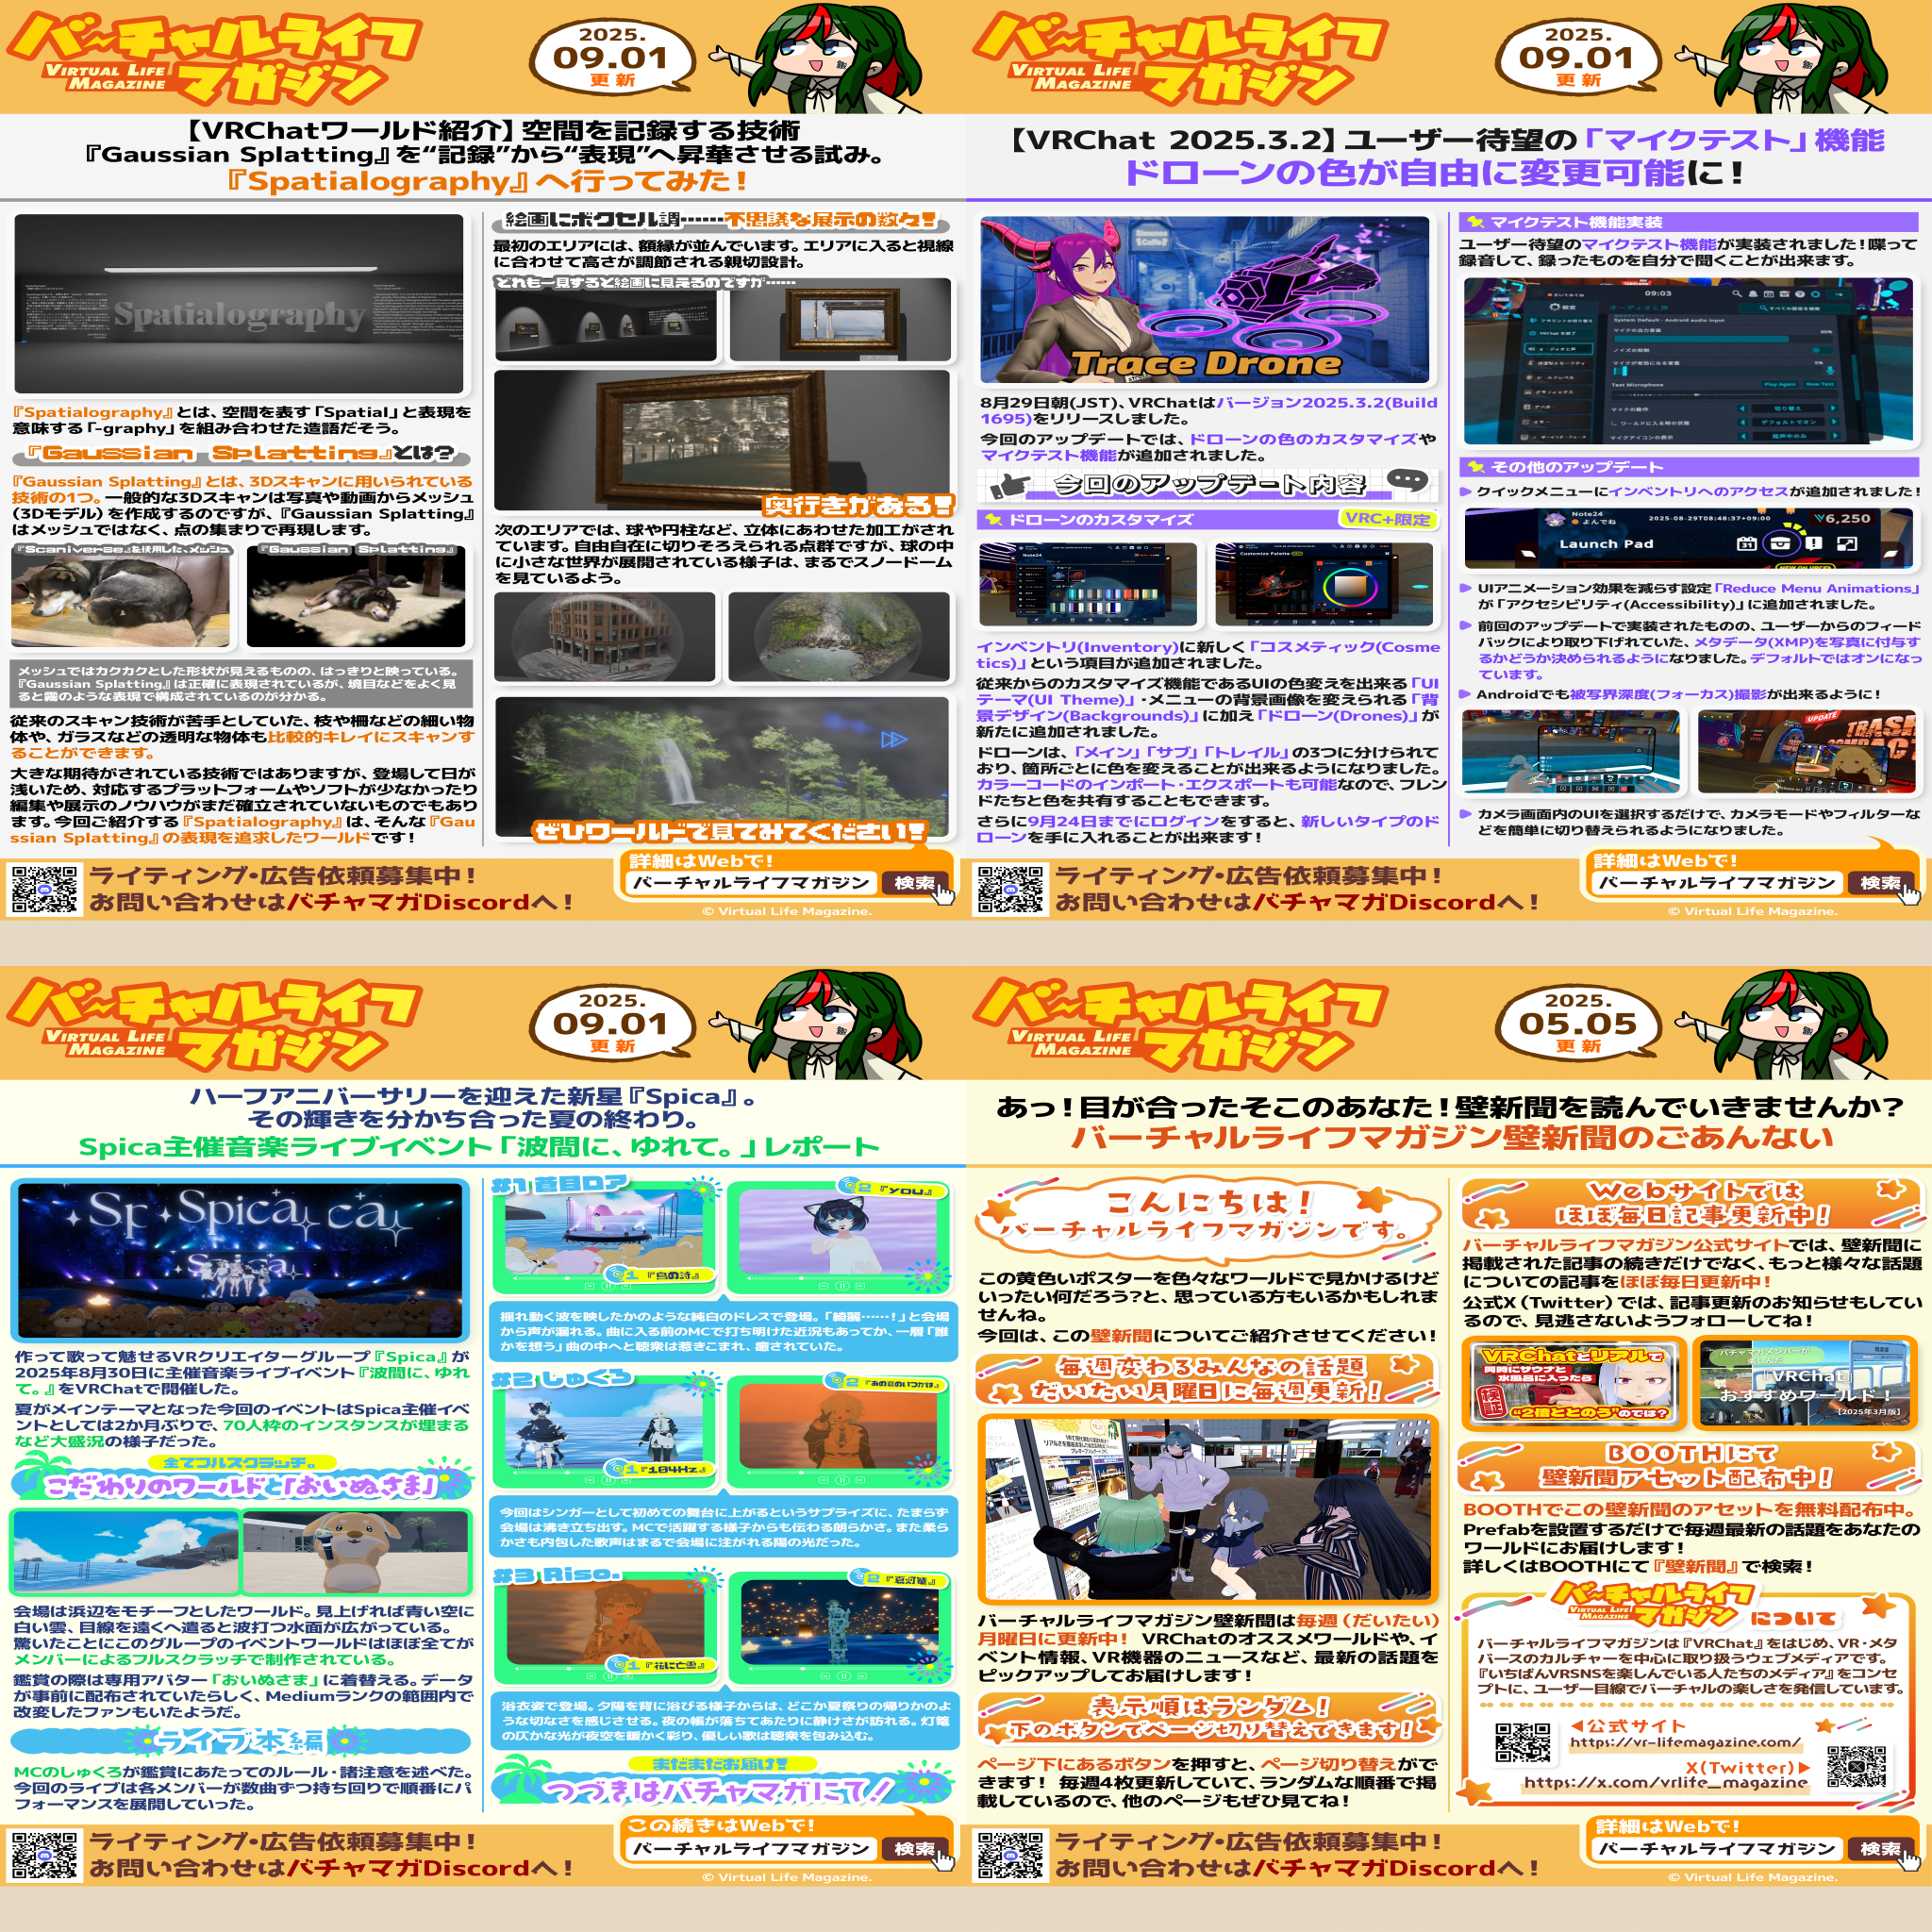 バーチャルライフ
マガジン
VIRTUAL LIFE
MAGAZINE
2025.
09.01
更新
【VRChatワールド紹介】空間を記録する技術
『Gaussian Splatting』を“記録”から“表現”へ昇華させる試み。
『Spatialography』へ行ってみた！
Spatialography
『Spatialography』とは、空間を表す「Spatial」と表現を
意味する「-graphy」を組み合わせた造語だそう。
『Gaussian Splatting』とは？
『Gaussian Splatting』とは、3Dスキャンに用いられている
技術の1つ。一般的な3Dスキャンは写真や動画からメッシュ
（3Dモデル）を作成するのですが、『Gaussian Splatting』
はメッシュではなく、点の集まりで再現します。
『Scaniverse』を使用した、メッシュ
『Gaussian Splatting』
メッシュではカクカクとした形状が見えるものの、はっきりと映っている。
『Gaussian Splatting』は正確に表現されているが、境目などをよく見
ると霧のような表現で構成されているのが分かる。
従来のスキャン技術が苦手としていた、枝や柵などの細い物
体や、ガラスなどの透明な物体も比較的キレイにスキャンす
ることができます。
大きな期待がされている技術ではありますが、登場して日が
浅いため、対応するプラットフォームやソフトが少なかったり
編集や展示のノウハウがまだ確立されていないものでもあり
ます。今回ご紹介する『Spatialography』は、そんな『Gau
ssian Splatting』の表現を追求したワールドです！
絵画にボクセル調……不思議な展示の数々！
最初のエリアには、額縁が並んでいます。エリアに入ると視線
に合わせて高さが調節される親切設計。
どれも一見すると絵画に見えるのですが……
奥行きがある！
次のエリアでは、球や円柱など、立体にあわせた加工がされ
ています。自由自在に切りそろえられる点群ですが、球の中
に小さな世界が展開されている様子は、まるでスノードーム
を見ているよう。
ぜひワールドで見てみてください！
ライティング・広告依頼募集中！
お問い合わせはバチャマガDiscordへ！
詳細はWebで！
バーチャルライフマガジン
検索
© Virtual Life Magazine.
バーチャルライフ
マガジン
VIRTUAL LIFE
MAGAZINE
2025.
09.01
更新
【VRChat 2025.3.2】ユーザー待望の「マイクテスト」機能
ドローンの色が自由に変更可能に！
Trace Drone
8月29日朝(JST)、VRChatはバージョン2025.3.2(Build
1695)をリリースしました。
今回のアップデートでは、ドローンの色のカスタマイズや
マイクテスト機能が追加されました。
今回のアップデート内容
ドローンのカスタマイズ
VRC+限定
インベントリ(Inventory)に新しく「コスメティック(Cosme
tics)」という項目が追加されました。
従来からのカスタマイズ機能であるUIの色変えを出来る「UI
テーマ(UI Theme)」・メニューの背景画像を変えられる「背
景デザイン(Backgrounds)」に加え「ドローン(Drones)」が
新たに追加されました。
ドローンは、「メイン」「サブ」「トレイル」の3つに分けられて
おり、箇所ごとに色を変えることが出来るようになりました。
カラーコードのインポート・エクスポートも可能なので、フレン
ドたちと色を共有することもできます。
さらに9月24日までにログインをすると、新しいタイプのド
ローンを手に入れることが出来ます！
マイクテスト機能実装
ユーザー待望のマイクテスト機能が実装されました！喋って
録音して、録ったものを自分で聞くことが出来ます。
09:03
System Default - Android audio input
マイクの出力音量
ノイズの抑制
Test Microphone
Play Again
New Test
マイクの動作
切り替え
デフォルトでオン
マイクアイコンの表示
その他のアップデート
クイックメニューにインベントリへのアクセスが追加されました！
Note24
よんでね
2025-08-29T08:48:37+09:00
6,250
Launch Pad
UIアニメーション効果を減らす設定「Reduce Menu Animations」
が「アクセシビリティ(Accessibility)」に追加されました。
前回のアップデートで実装されたものの、ユーザーからのフィード
バックにより取り下げれていた、メタデータ(XMP)を写真に付与す
るかどうか決められるようになりました。デフォルトではオンになっ
ています。
Androidでも被写界深度(フォーカス)撮影が出来るように！
カメラ画面内のUIを選択するだけで、カメラモードやフィルターな
どを簡単に切り替えられるようになりました。
ライティング・広告依頼募集中！
お問い合わせはバチャマガDiscordへ！
詳細はWebで！
バーチャルライフマガジン
検索
© Virtual Life Magazine.
バーチャルライフ
マガジン
VIRTUAL LIFE
MAGAZINE
2025.
09.01
更新
ハーフアニバーサリーを迎えた新星『Spica』。
その輝きを分かち合った夏の終わり。
Spica主催音楽ライブイベント「波間に、ゆれて。」レポート
Spica
作って歌って魅せるVRクリエイターグループ『Spica』が
2025年8月30日に主催音楽ライブイベント『波間に、ゆれ
て。』をVRChatで開催した。
夏がメインテーマとなった今回のイベントはSpica主催イベ
ントとしては2か月ぶりで、70人枠のインスタンスが埋まる
など大盛況の様子だった。
全てフルスクラッチ。
こだわりのワールドと「おいぬさま」
会場は浜辺をモチーフとしたワールド。見上げれば青い空に
白い雲、目線を遠くへ遣ると波打つ水面が広がっている。
驚いたことにこのグループのイベントワールドはほぼ全てが
メンバーによるフルスクラッチで制作されている。
鑑賞の際は専用アバター「おいぬさま」に着替える。データ
が事前に配布されていたらしく、Mediumランクの範囲内で
改変したファンもいたようだ。
ライブ本編
MCのしゅくろが鑑賞にあたってのルール・諸注意を述べた。
今回のライブは各メンバーが数曲ずつ持ち回りで順番にパ
フォーマンスを展開していった。
#1 蒼目ロア
1『白の詩』
2『you』
揺れ動く波を映したかのような純白のドレスで登場。「綺麗……！」と会場
から声が漏れる。曲に入る前のMCで打ち明けた近況もあってか、一層「誰
かを想う」曲の中へと聴衆は惹きこまれ、癒されていた。
#2 しゅくろ
1『184Hz』
2『あの夏のいつかは』
今回はシンガーとして初めての舞台に上がるというサプライズに、たまらず
会場は沸き立ち出す。MCで活躍する様子からも伝わる朗らかさ。また柔ら
かさも内包した歌声はまるで会場に注がれる陽の光だった。
#3 Riso.
1『花に亡霊』
2『夏灯篭』
浴衣姿で登場。夕陽を背に浴びる様子からは、どこか夏祭りの帰りかのよ
うな切なさを感じさせる。夜の帳が落ちてあたりに静けさが訪れる。灯篭
の仄かな光が夜空を暖かく彩り、優しい歌は聴衆を包み込む。
まだまだお届け！
つづきはバチャマガにて！
ライティング・広告依頼募集中！
お問い合わせはバチャマガDiscordへ！
この続きはWebで！
バーチャルライフマガジン
検索
© Virtual Life Magazine.
バーチャルライフ
マガジン
VIRTUAL LIFE
MAGAZINE
2025.
05.05
更新
あっ！目が合ったそこのあなた！壁新聞を読んでいきませんか？
バーチャルライフマガジン壁新聞のごあんない
こんにちは！
バーチャルライフマガジンです。
この黄色いポスターを色々なワールドで見かけるけど
いったい何だろう？と、思っている方もいるかもしれま
せんね。
今回は、この壁新聞についてご紹介させてください！
毎週変わるみんなの話題
だいたい月曜日に毎週更新！
バーチャルライフマガジン壁新聞は毎週（だいたい）
月曜日に更新中！ VRChatのオススメワールドや、イ
ベント情報、VR機器のニュースなど、最新の話題を
ピックアップしてお届けします！
表示順はランダム！
下のボタンでページ切り替えできます！
ページ下にあるボタンを押すと、ページ切り替えがで
きます！ 毎週4枚更新していて、ランダムな順番で掲
載しているので、他のページもぜひ見てね！
Webサイトでは
ほぼ毎日記事更新中！
バーチャルライフマガジン公式サイトでは、壁新聞に
掲載された記事の続きだけでなく、もっと様々な話題
についての記事をほぼ毎日更新中！
公式X（Twitter）では、記事更新のお知らせもしてい
るので、見逃さないようフォローしてね！
VRChatとリアルで
同時にサウナと
水風呂に入ったら
検証
“2倍ととのう”のでは？
バチャマガメンバーが
楽しんだ
『VRChat』
おすすめワールド！
【2025年3月版】
BOOTHにて
壁新聞アセット配布中！
BOOTHでこの壁新聞のアセットを無料配布中。
Prefabを設置するだけで毎週最新の話題をあなたの
ワールドにお届けします！
詳しくはBOOTHにて『壁新聞』で検索！
バーチャルライフ
マガジン
VIRTUAL LIFE
MAGAZINE
について
バーチャルライフマガジンは『VRChat』をはじめ、VR・メタ
バースのカルチャーを中心に取り扱うウェブメディアです。
『いちばんVRSNSを楽しんでいる人たちのメディア』をコンセ
プトに、ユーザー目線でバーチャルの楽しさを発信しています。
◀公式サイト
https://vr-lifemagazine.com/
X(Twitter)▶
https://x.com/vrlife_magazine
ライティング・広告依頼募集中！
お問い合わせはバチャマガDiscordへ！
詳細はWebで！
バーチャルライフマガジン
検索
© Virtual Life Magazine.